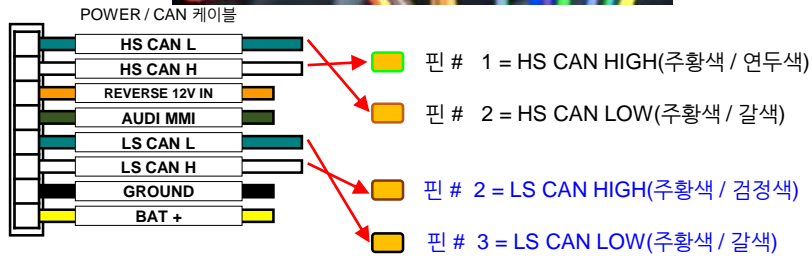 POWER / CAN 케이블
HS CAN L
HS CAN H
REVERSE 12V IN
AUDI MMI
LS CAN L
LS CAN H
GROUND
BAT +
핀 # 1 = HS CAN HIGH(주황색 / 연두색)
핀 # 2 = HS CAN LOW(주황색 / 갈색)
핀 # 2 = LS CAN HIGH(주황색 / 검정색)
핀 # 3 = LS CAN LOW(주황색 / 갈색)